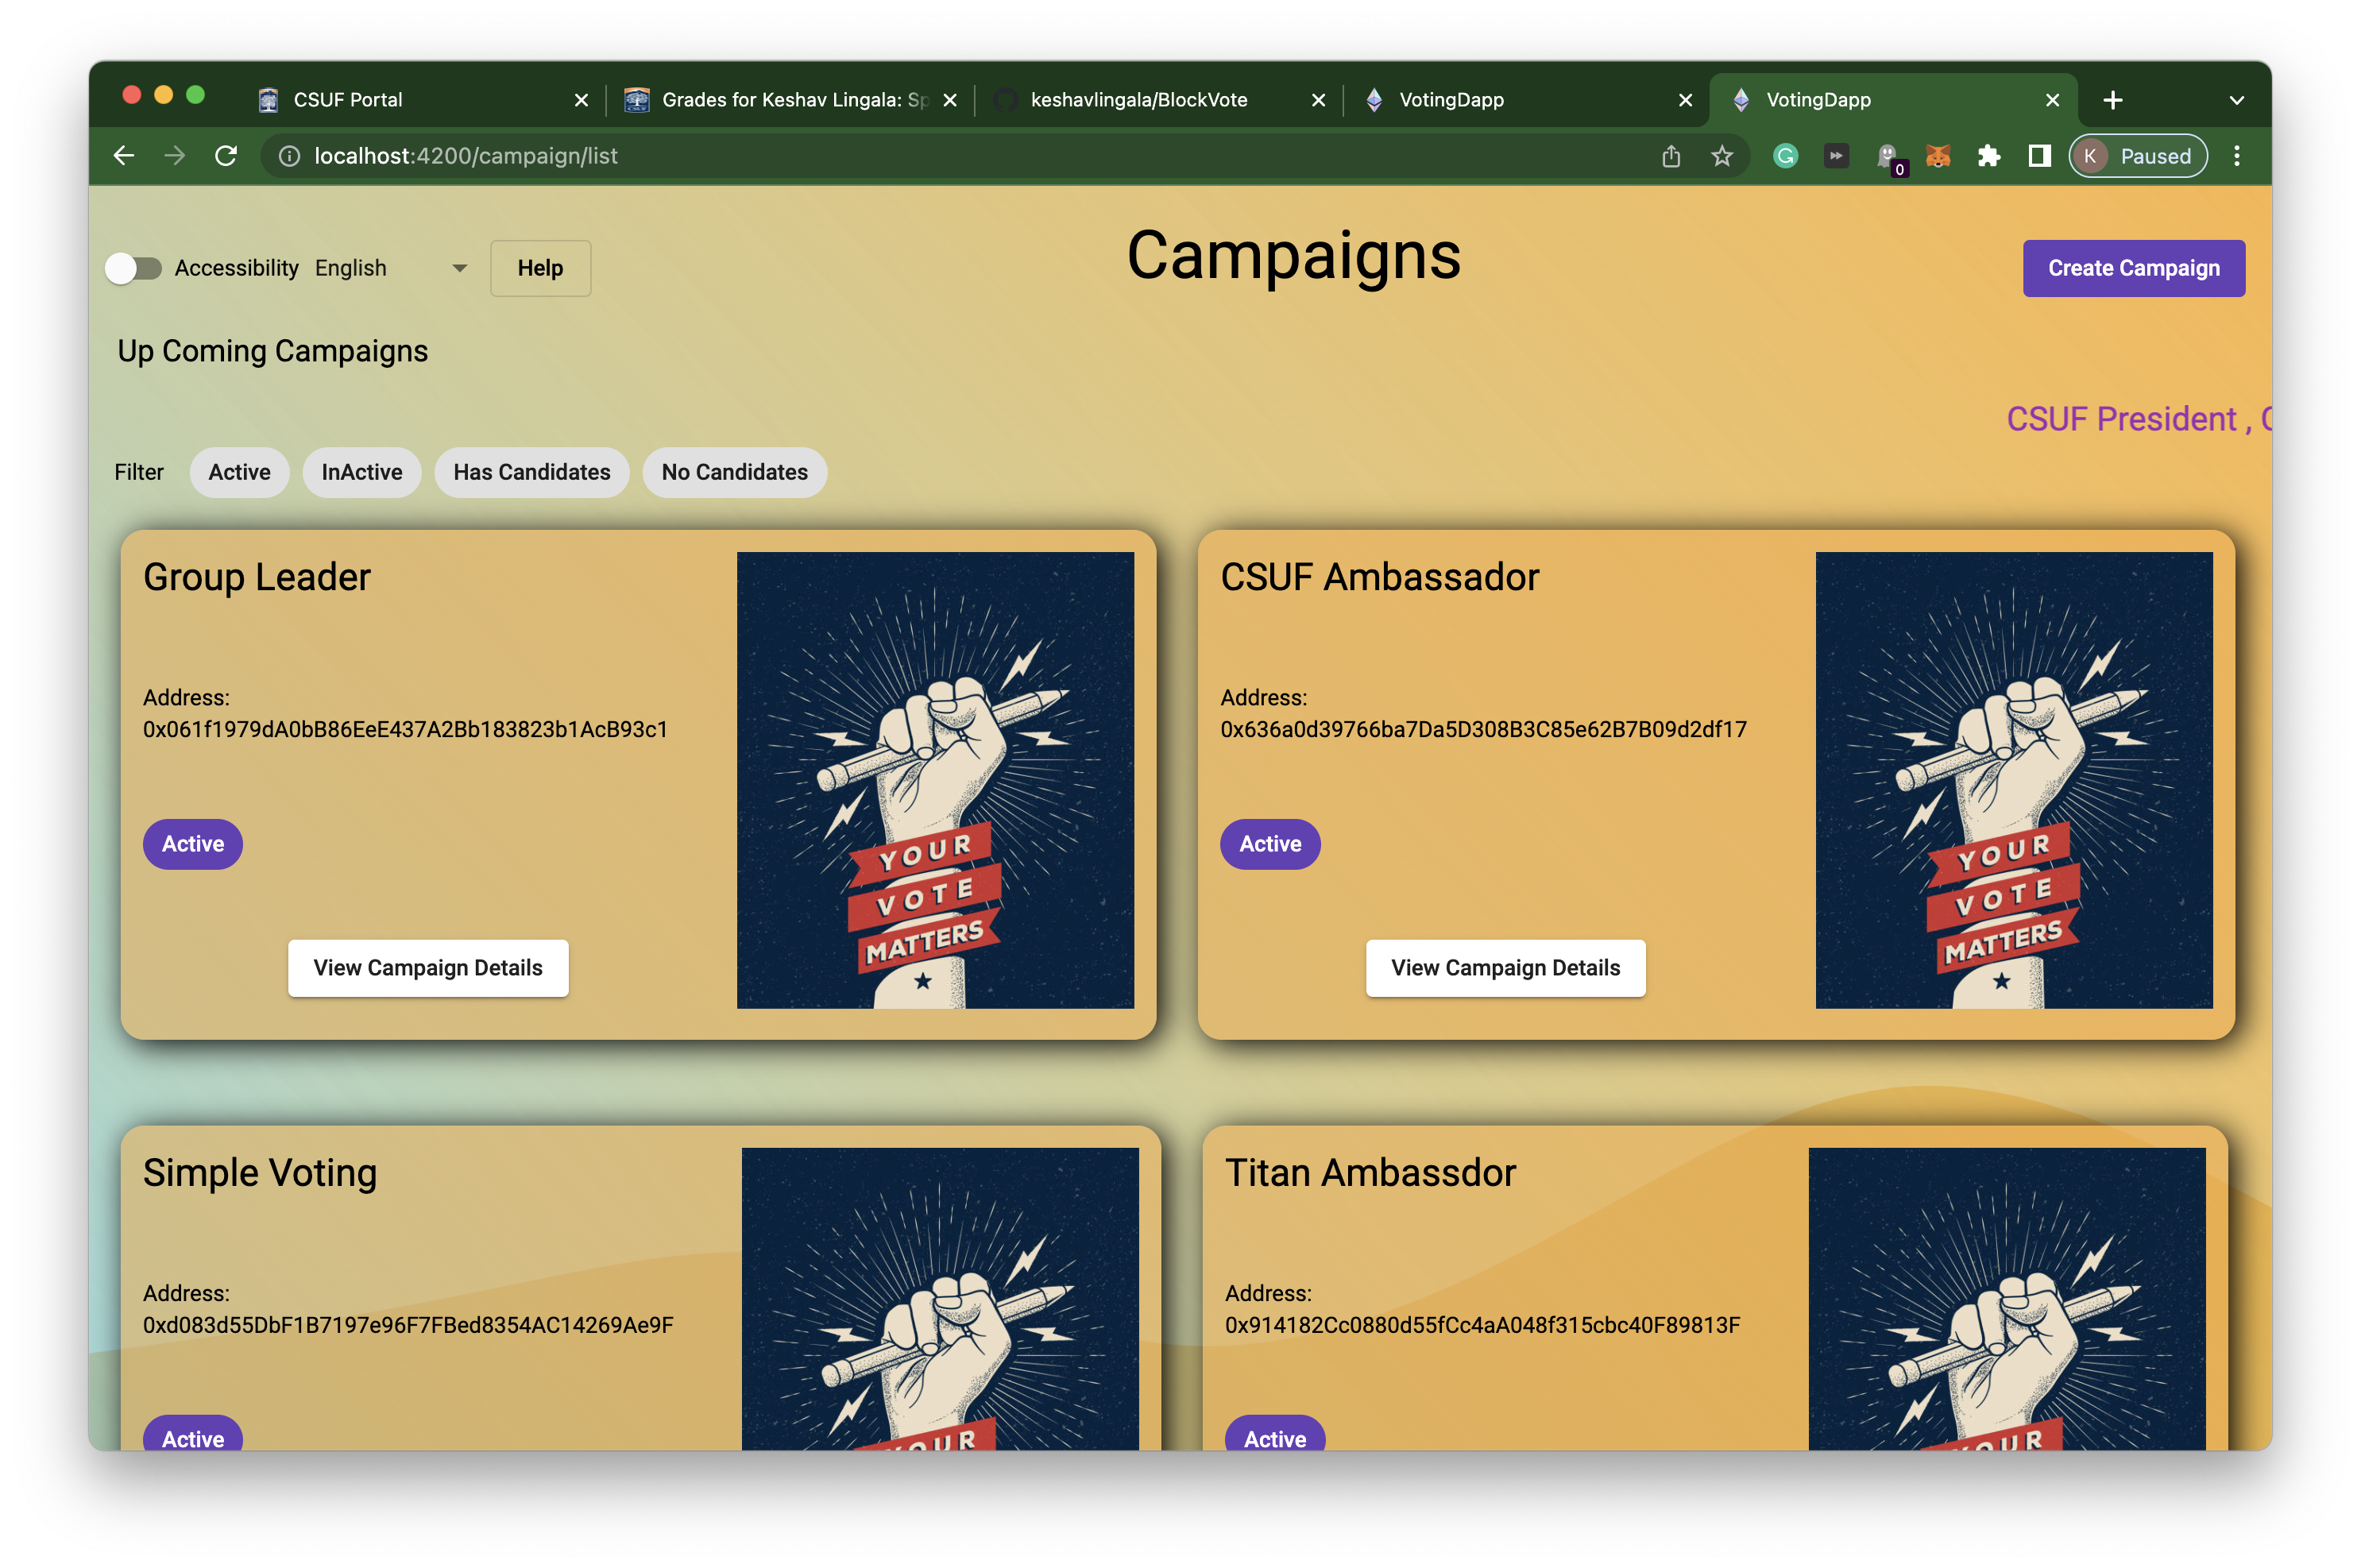 CSUF Portal
Grades for Keshav Lingala: Sp
keshavlingala/BlockVote
VotingDapp
VotingDapp
localhost:4200/campaign/list
0
K
Paused
Accessibility
English
Help
Campaigns
Create Campaign
Up Coming Campaigns
CSUF President ,
Filter
Active
InActive
Has Candidates
No Candidates
Group Leader
Address:
0x061f1979dA0bB86EeE437A2Bb183823b1AcB93c1
Active
View Campaign Details
YOUR
VOTE
MATTERS
CSUF Ambassador
Address:
0x636a0d39766ba7Da5D308B3C85e62B7B09d2df17
Active
View Campaign Details
YOUR
VOTE
MATTERS
Simple Voting
Address:
0xd083d55DbF1B7197e96F7FBed8354AC14269Ae9F
Active
YOUR
Titan Ambassdor
Address:
0x914182Cc0880d55fCc4aA048f315cbc40F89813F
Active
YOUR